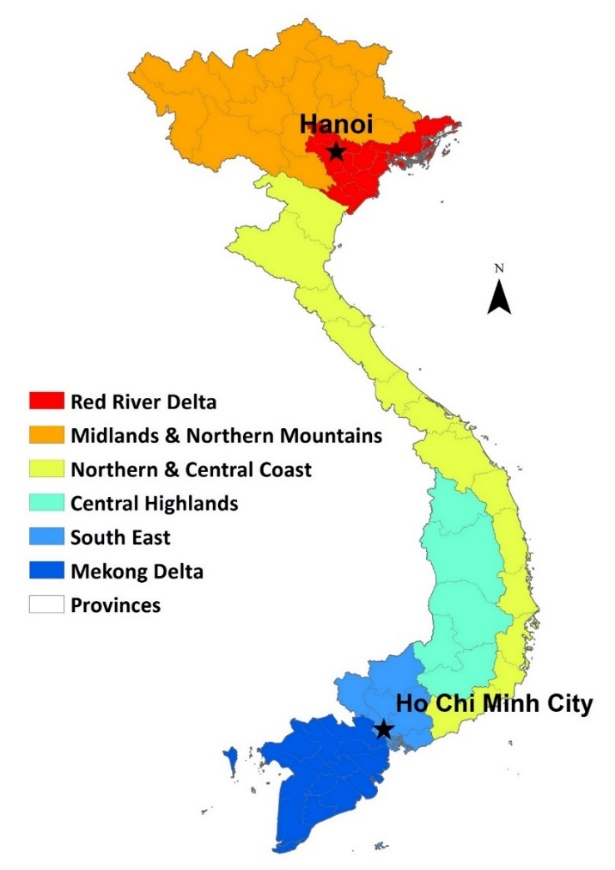 Hanoi
N
Red River Delta
Midlands & Northern Mountains
Northern & Central Coast
Central Highlands
South East
Mekong Delta
Provinces
Ho Chi Minh City